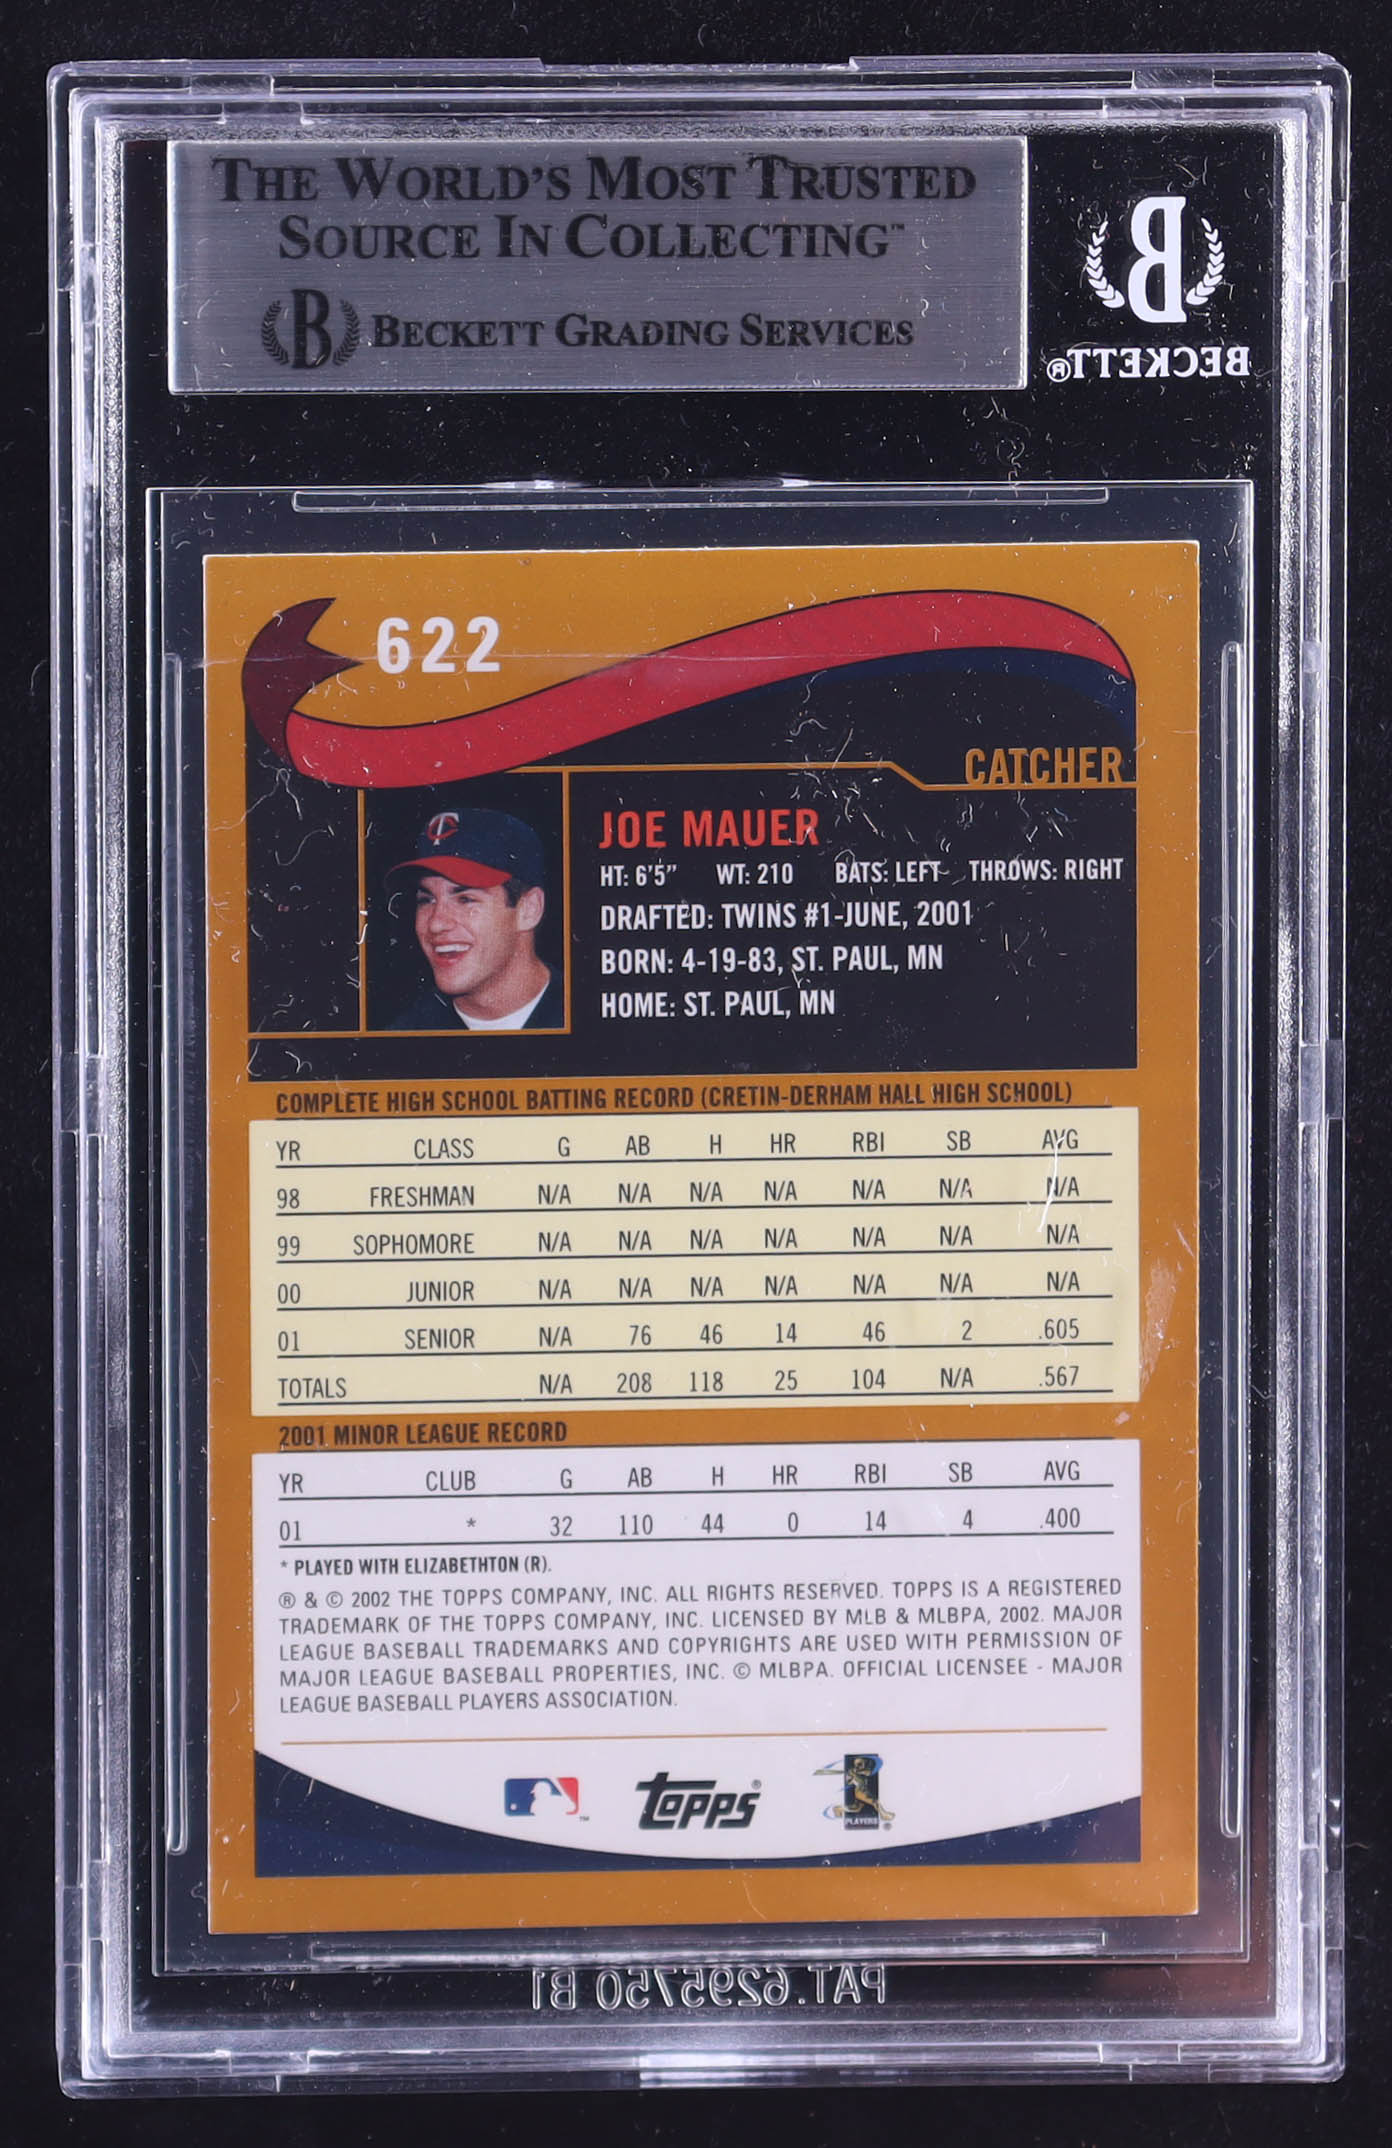 THE WORLD'S MOST TRUSTED
SOURCE IN COLLECTING™
B BECKETT GRADING SERVICES
B
BECKETT®
622
CATCHER
JOE MAUER
HT: 6'5" WT: 210 BATS: LEFT THROWS: RIGHT
DRAFTED: TWINS #1-JUNE, 2001
BORN: 4-19-83, ST. PAUL, MN
HOME: ST. PAUL, MN
COMPLETE HIGH SCHOOL BATTING RECORD (CRETIN-DERHAM HALL HIGH SCHOOL)
YR CLASS G AB H HR RBI SB AVG
98 FRESHMAN N/A N/A N/A N/A N/A N/A N/A
99 SOPHOMORE N/A N/A N/A N/A N/A N/A N/A
00 JUNIOR N/A N/A N/A N/A N/A N/A N/A
01 SENIOR N/A 76 46 14 46 2 .605
TOTALS N/A 208 118 25 104 N/A .567
2001 MINOR LEAGUE RECORD
YR CLUB G AB H HR RBI SB AVG
01 * 32 110 44 0 14 4 .400
* PLAYED WITH ELIZABETHTON (R).
® & © 2002 THE TOPPS COMPANY, INC. ALL RIGHTS RESERVED. TOPPS IS A REGISTERED
TRADEMARK OF THE TOPPS COMPANY, INC. LICENSED BY MLB & MLBPA, 2002. MAJOR
LEAGUE BASEBALL TRADEMARKS AND COPYRIGHTS ARE USED WITH PERMISSION OF
MAJOR LEAGUE BASEBALL PROPERTIES, INC. © MLBPA. OFFICIAL LICENSEE - MAJOR
LEAGUE BASEBALL PLAYERS ASSOCIATION.
™ Topps® PLAYERS ®
PAT. 6295750 B1